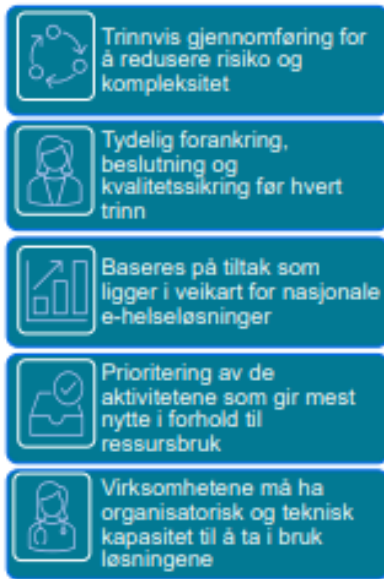 Trinnvis gjennomføring for
å redusere risiko og
kompleksitet
Tydelig forankring,
beslutning og
kvalitetssikring før hvert
trinn
Baseres på tiltak som
ligger i veikart for nasjonale
e-helseløsninger
Prioritering av de
aktivitetene som gir mest
nytte i forhold til
ressursbruk
Virksomhetene må ha
organisatorisk og teknisk
kapasitet til å ta i bruk
løsningene